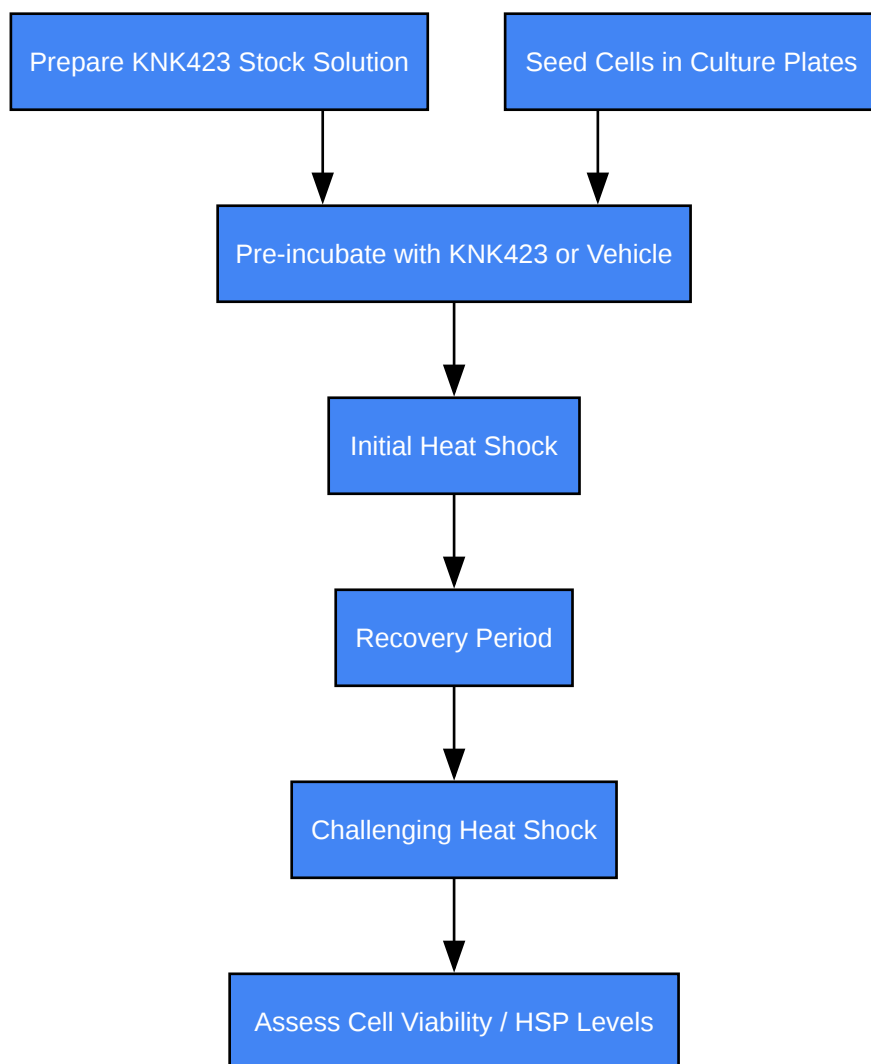 Prepare KNK423 Stock Solution
Seed Cells in Culture Plates
Pre-incubate with KNK423 or Vehicle
Initial Heat Shock
Recovery Period
Challenging Heat Shock
Assess Cell Viability / HSP Levels